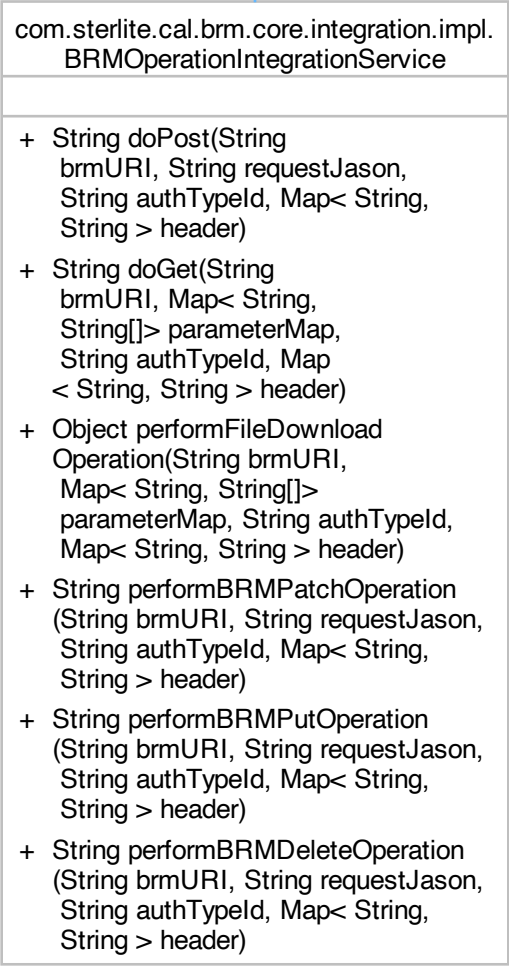 com.sterlite.cal.brm.core.integration.impl.
BRMOperationIntegrationService
+ String doPost(String
brmURI, String requestJason,
String authTypeId, Map< String,
String > header)
+ String doGet(String
brmURI, Map< String,
String[]> parameterMap,
String authTypeId, Map
< String, String > header)
+ Object performFileDownload
Operation(String brmURI,
Map< String, String[]>
parameterMap, String authTypeId,
Map< String, String > header)
+ String performBRMPatchOperation
(String brmURI, String requestJason,
String authTypeId, Map< String,
String > header)
+ String performBRMPutOperation
(String brmURI, String requestJason,
String authTypeId, Map< String,
String > header)
+ String performBRMDeleteOperation
(String brmURI, String requestJason,
String authTypeId, Map< String,
String > header)